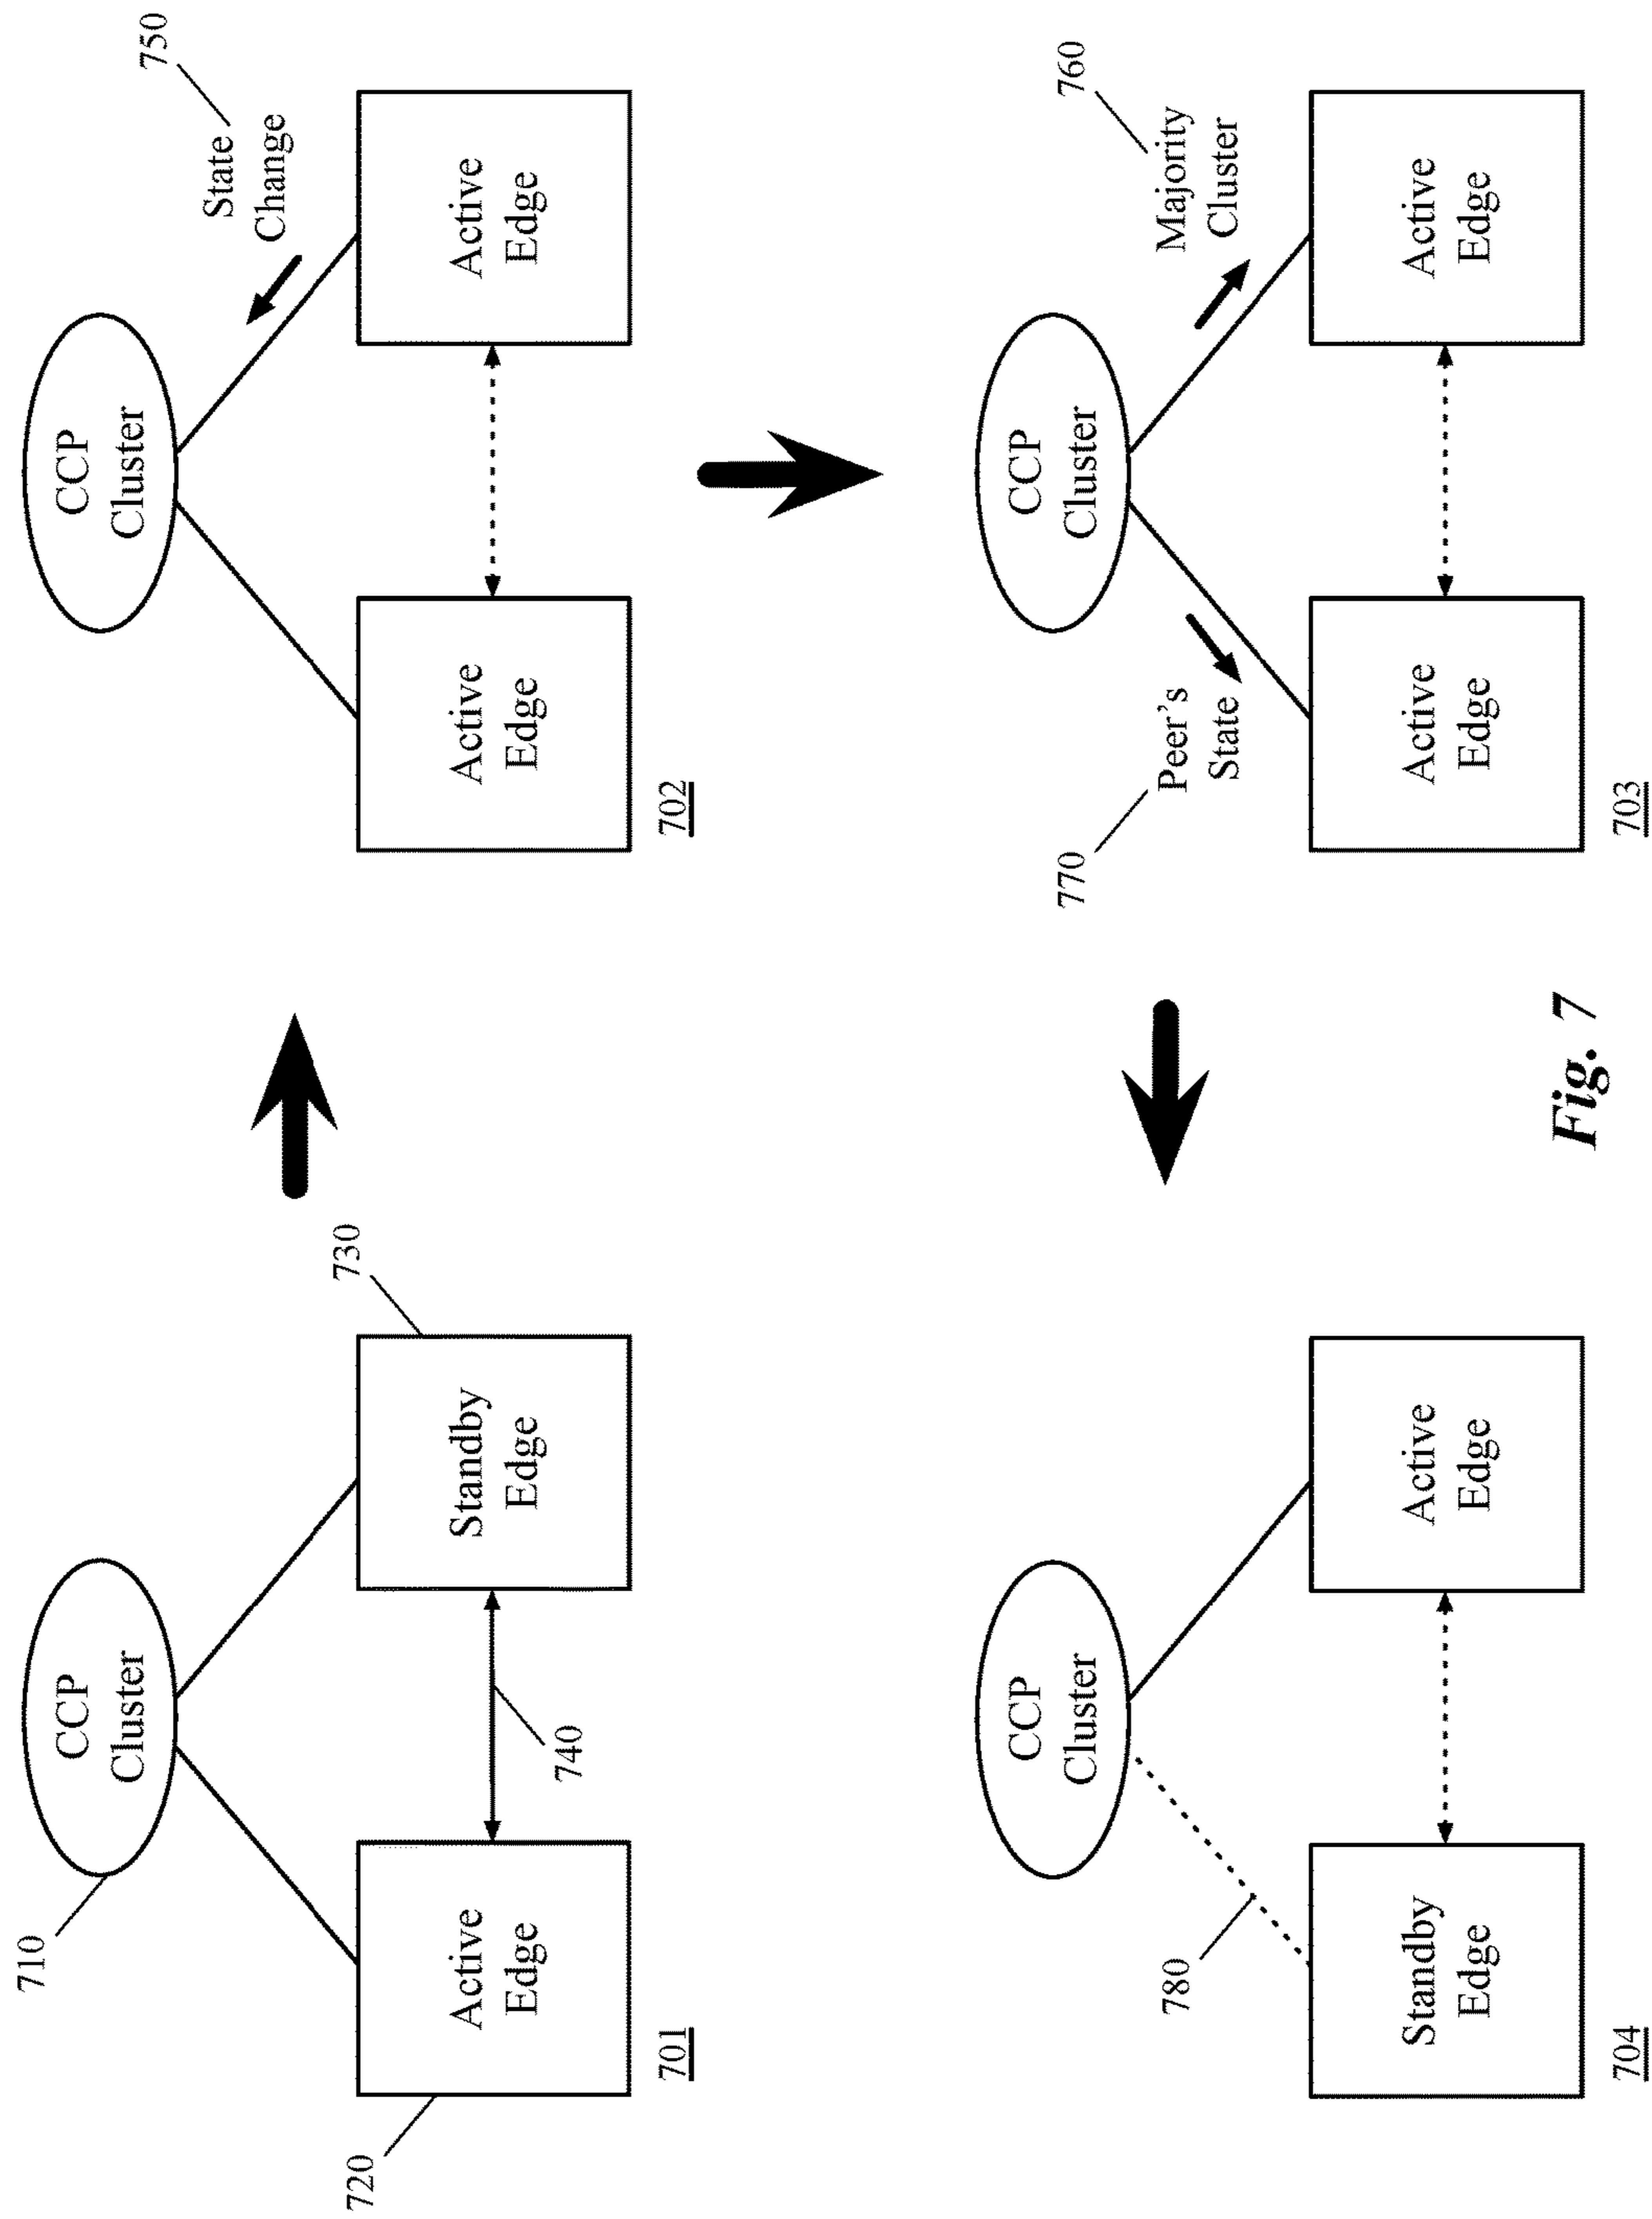 710
CCP
Cluster
720
Active
Edge
730
Standby
Edge
740
701
750
State
Change
CCP
Cluster
Active
Edge
Active
Edge
702
CCP
Cluster
780
Standby
Edge
Active
Edge
704
760
CCP
Cluster
Majority
Cluster
770
Peer's
State
Active
Edge
Active
Edge
703
Fig. 7